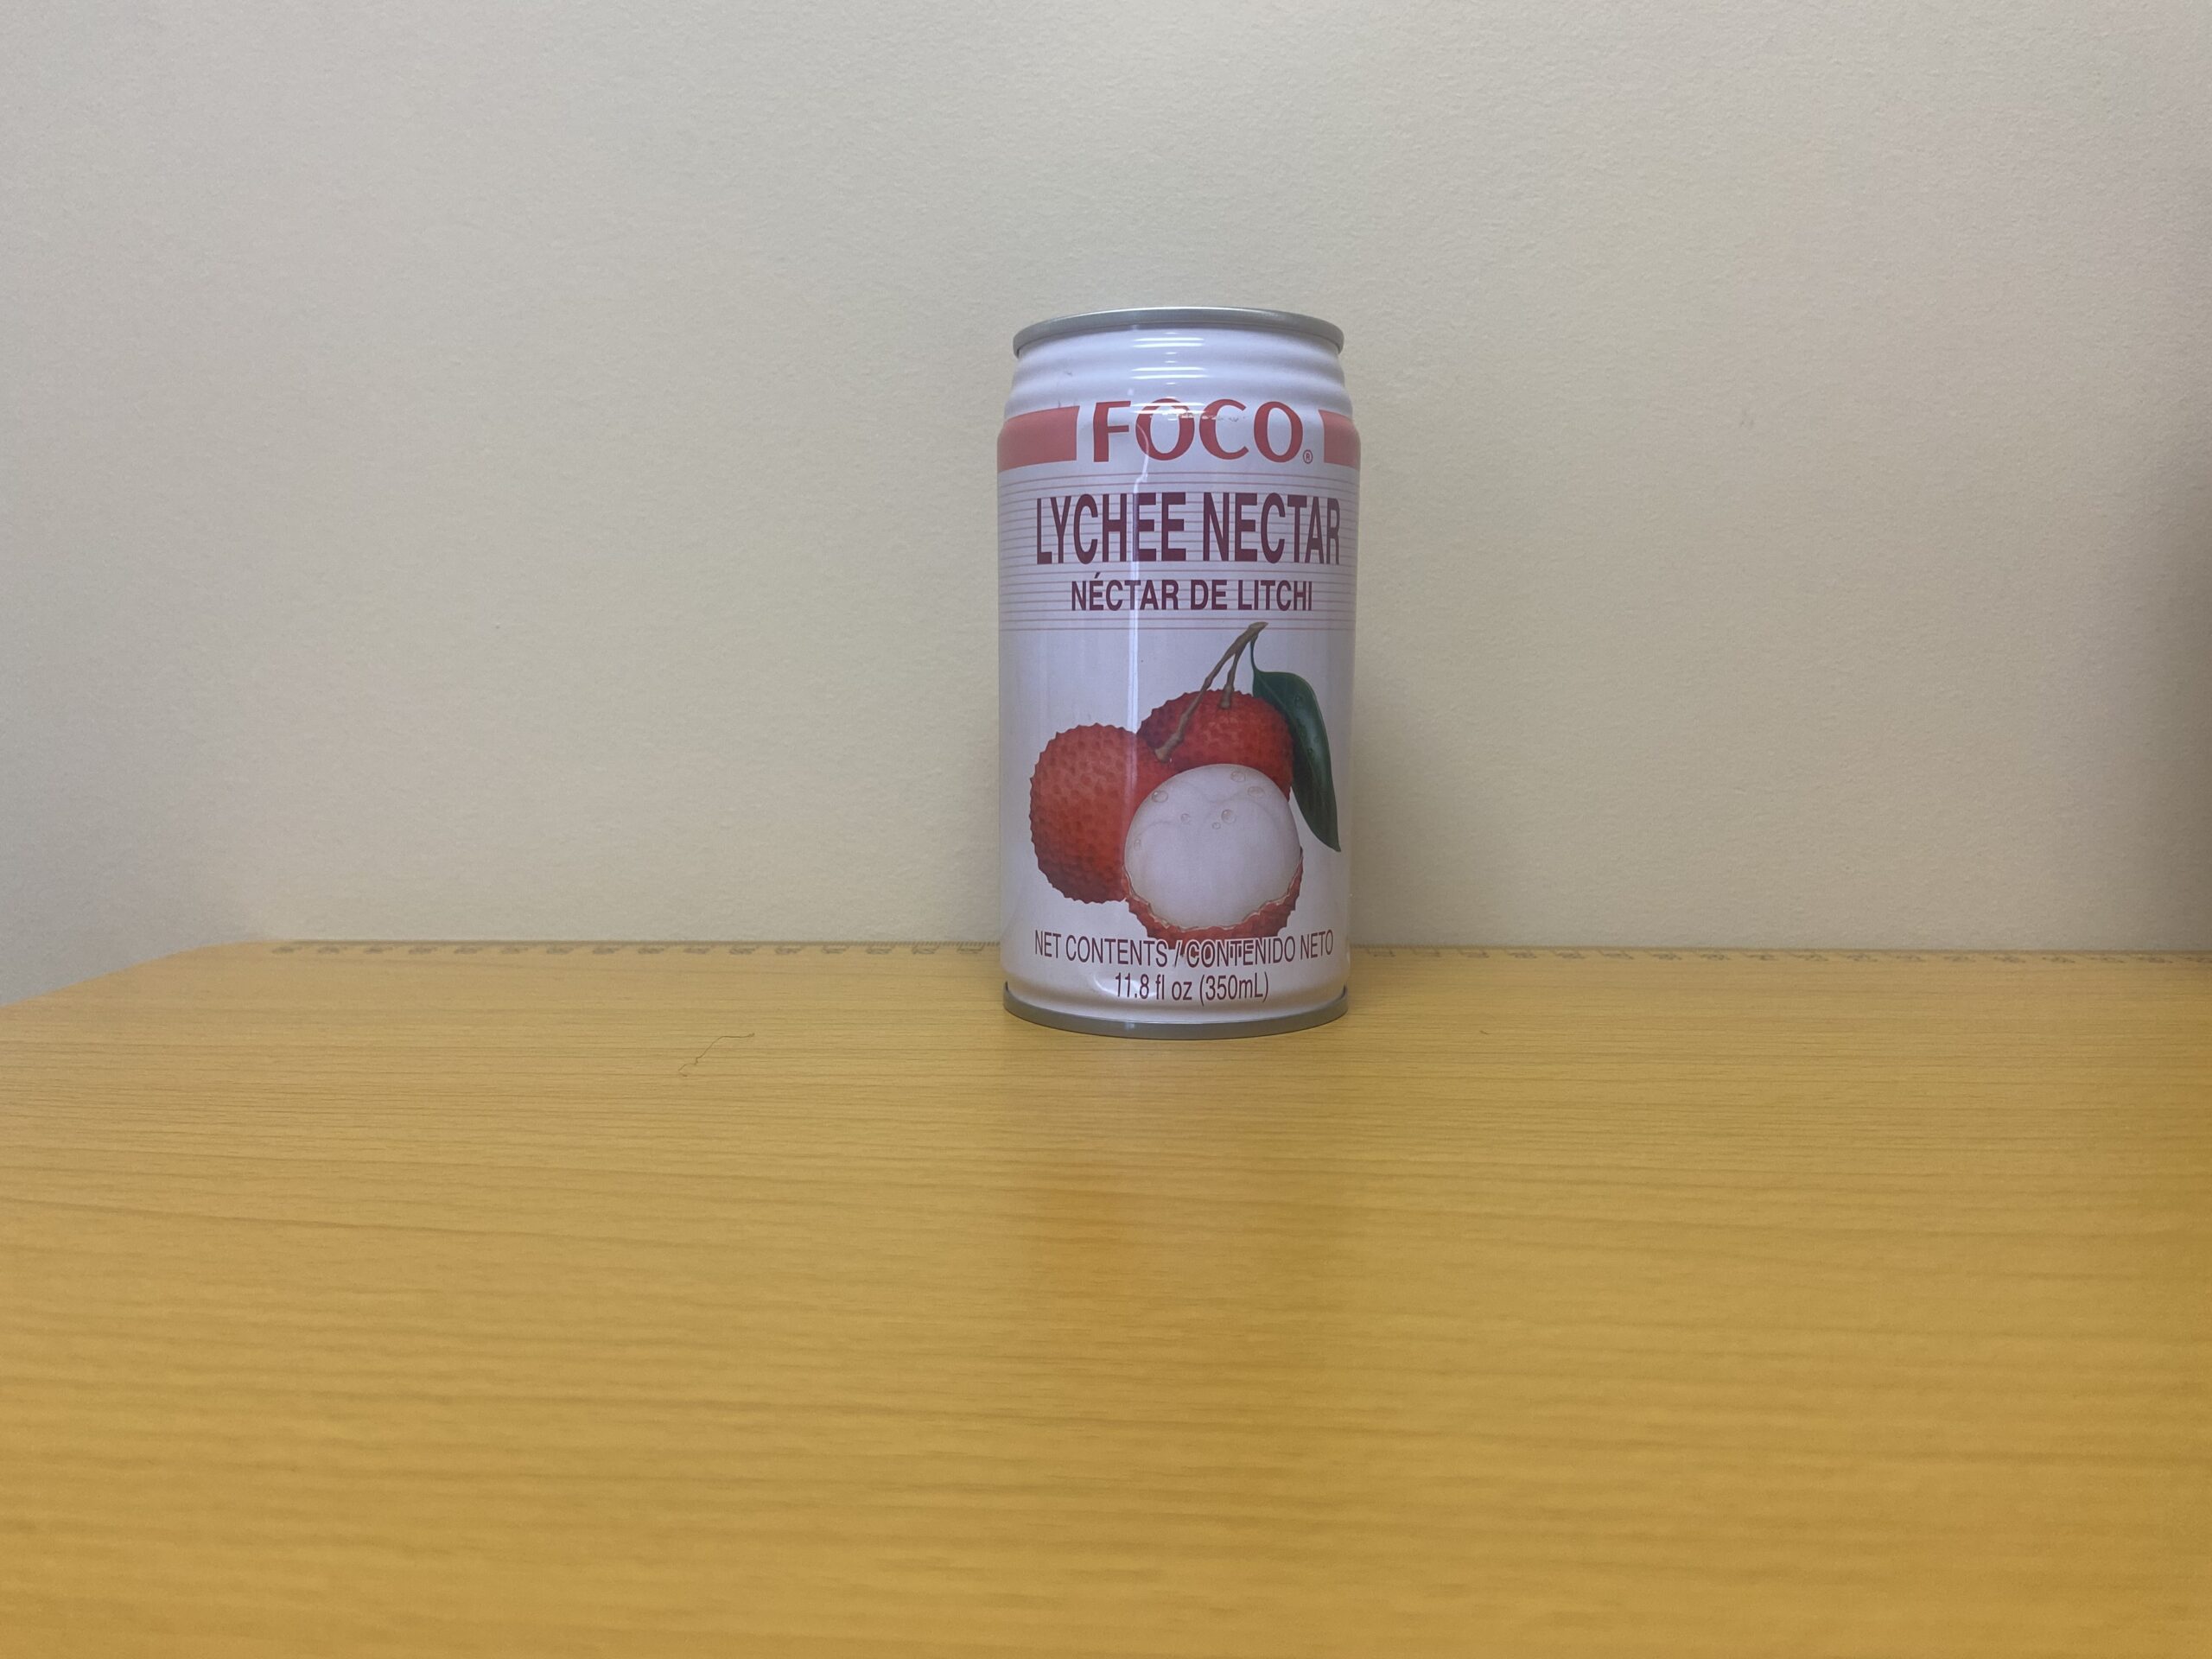 FOCO®
LYCHEE NECTAR
NÉCTAR DE LITCHI
NET CONTENTS / CONTENIDO NETO
11.8 fl oz (350mL)